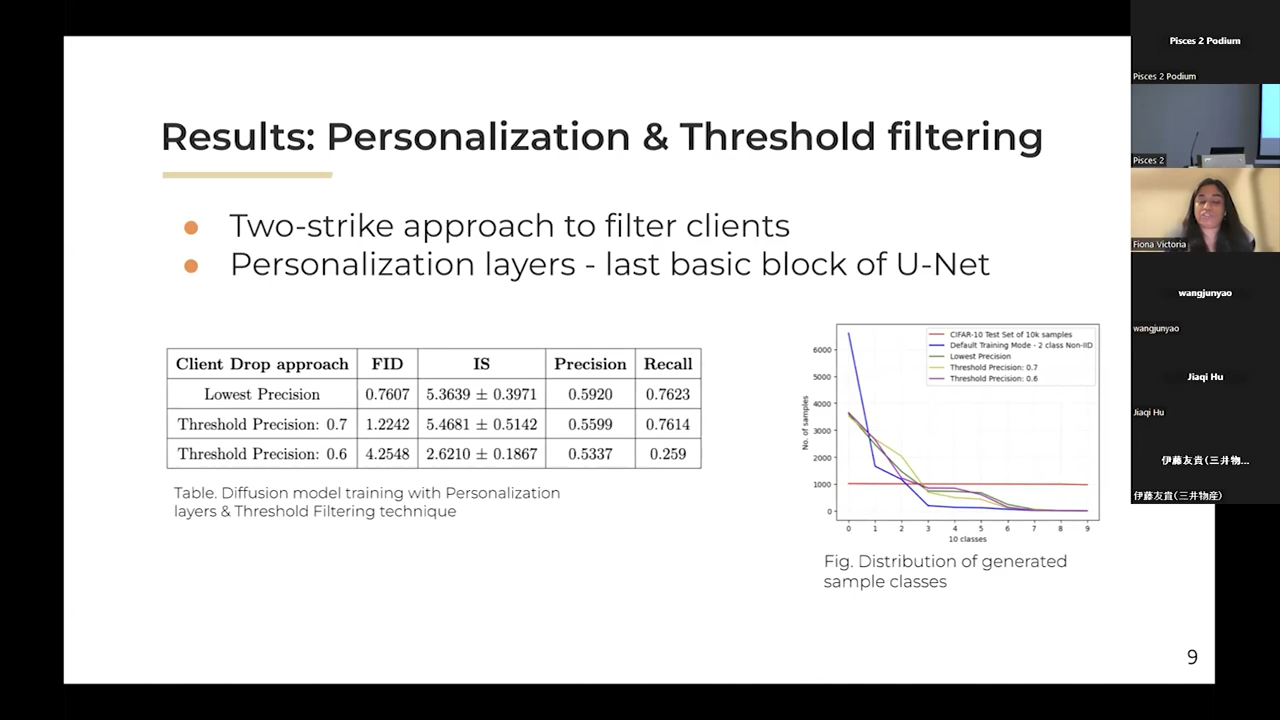 Results: Personalization & Threshold filtering
Two-strike approach to filter clients
Personalization layers - last basic block of U-Net
Client Drop approach FID IS Precision Recall
Lowest Precision 0.7607 5.3639 ± 0.3971 0.5920 0.7623
Threshold Precision: 0.7 1.2242 5.4681 ± 0.5142 0.5599 0.7614
Threshold Precision: 0.6 4.2548 2.6210 ± 0.1867 0.5337 0.259
Table. Diffusion model training with Personalization
layers & Threshold Filtering technique
CIFAR-10 Test Set of 10k samples
Default Training Mode - 2 class Non-IID
Lowest Precision
Threshold Precision: 0.7
Threshold Precision: 0.6
No. of samples
6000
5000
4000
3000
2000
1000
0
0 1 2 3 4 5 6 7 8 9
10 classes
Fig. Distribution of generated
sample classes
9
Pisces 2 Podium
Pisces 2 Podium
Pisces 2
Fiona Victoria
wangjunyao
wangjunyao
Jiaqi Hu
Jiaqi Hu
伊藤友貴(三井物...
伊藤友貴(三井物産)